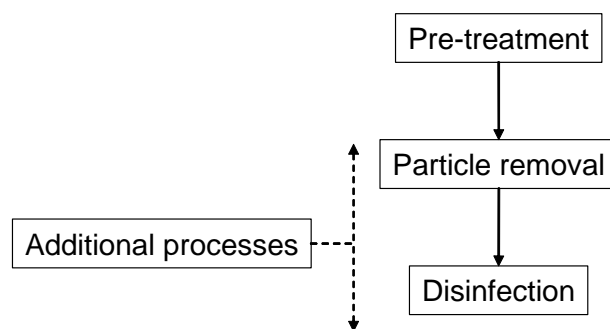 Pre-treatment
Particle removal
Additional processes
Disinfection